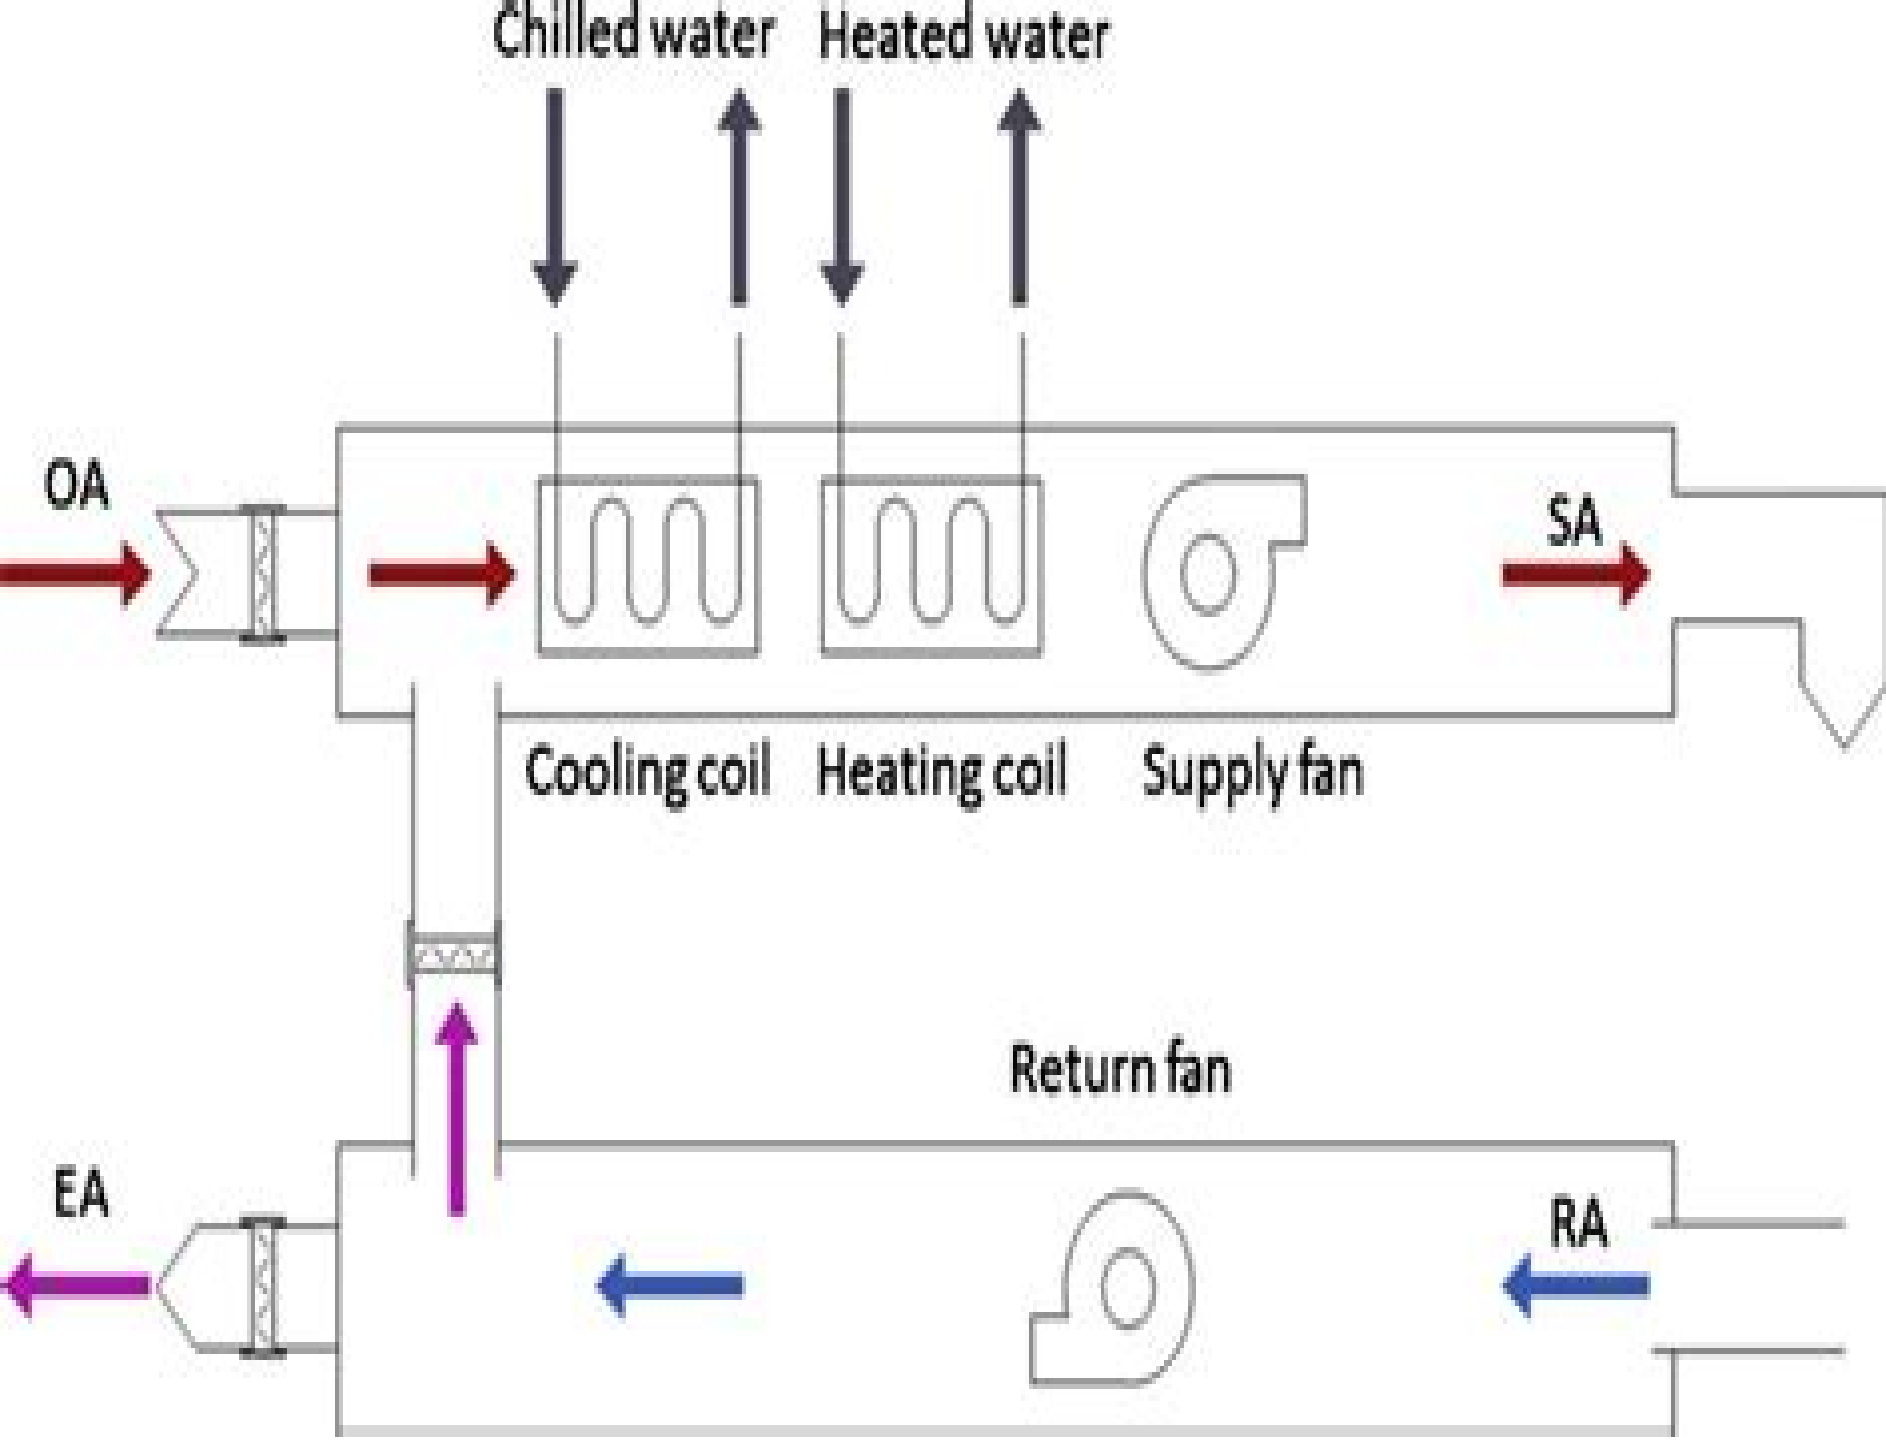 Chilled water
Heated water
OA
SA
Cooling coil
Heating coil
Supply fan
Return fan
EA
RA